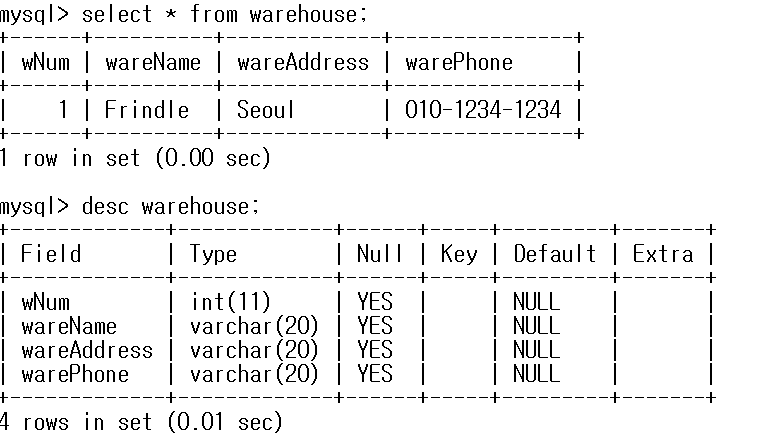 mysql> select * from warehouse;
+------+----------+-------------+---------------+
| wNum | wareName | wareAddress | warePhone     |
+------+----------+-------------+---------------+
|    1 | Frindle  | Seoul       | 010-1234-1234 |
+------+----------+-------------+---------------+
1 row in set (0.00 sec)
mysql> desc warehouse;
+-------------+-------------+------+-----+---------+-------+
| Field       | Type        | Null | Key | Default | Extra |
+-------------+-------------+------+-----+---------+-------+
| wNum        | int(11)     | YES  |     | NULL    |       |
| wareName    | varchar(20) | YES  |     | NULL    |       |
| wareAddress | varchar(20) | YES  |     | NULL    |       |
| warePhone   | varchar(20) | YES  |     | NULL    |       |
+-------------+-------------+------+-----+---------+-------+
4 rows in set (0.01 sec)